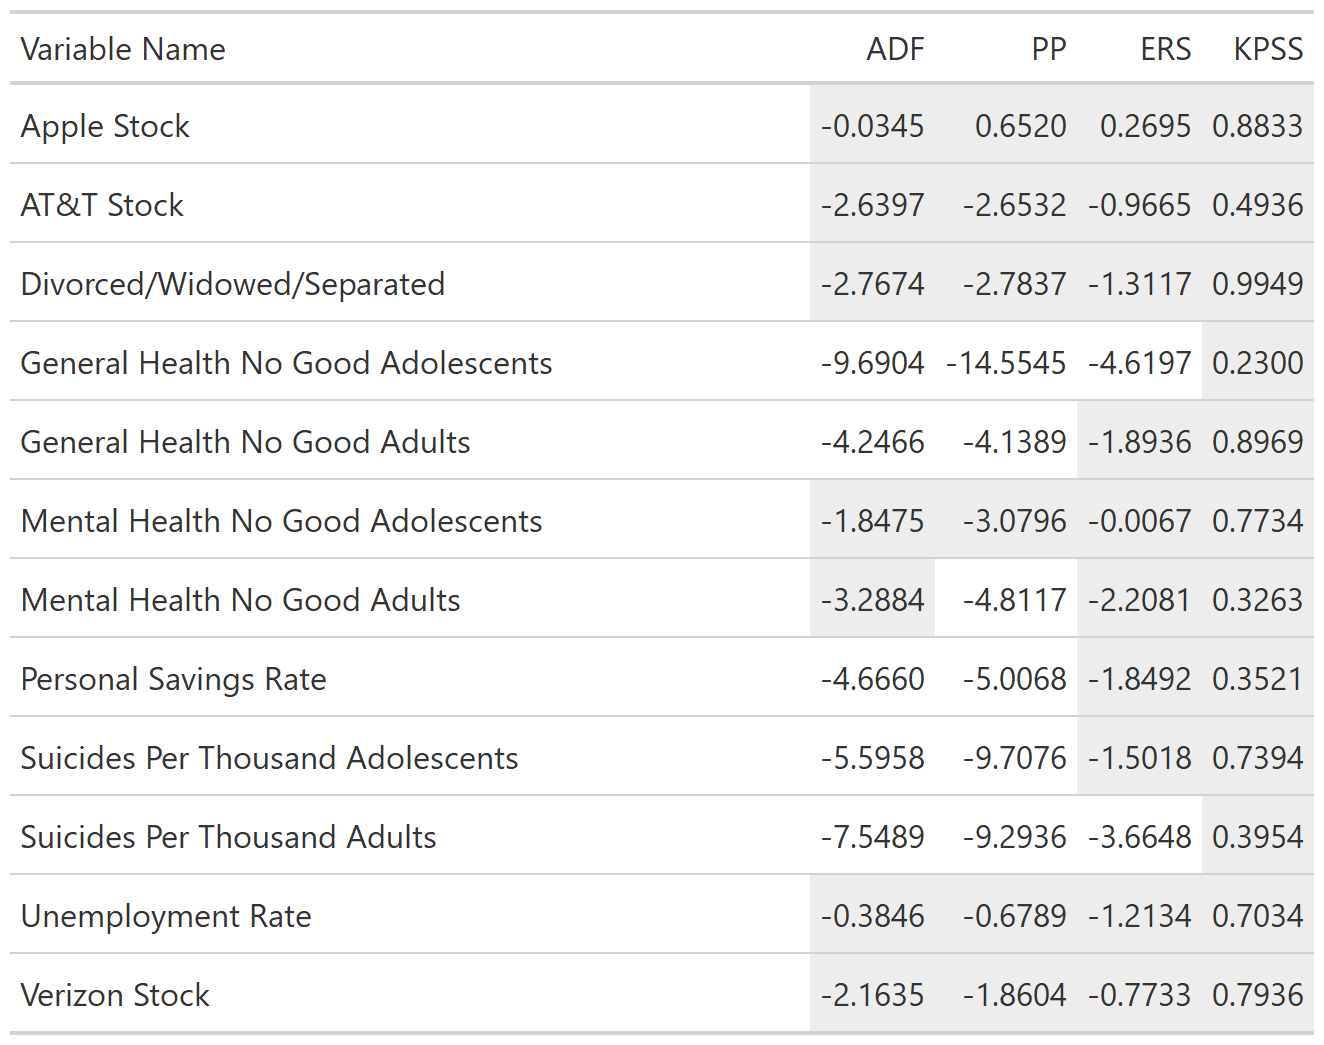 Variable Name ADF PP ERS KPSS
Apple Stock -0.0345 0.6520 0.2695 0.8833
AT&T Stock -2.6397 -2.6532 -0.9665 0.4936
Divorced/Widowed/Separated -2.7674 -2.7837 -1.3117 0.9949
General Health No Good Adolescents -9.6904 -14.5545 -4.6197 0.2300
General Health No Good Adults -4.2466 -4.1389 -1.8936 0.8969
Mental Health No Good Adolescents -1.8475 -3.0796 -0.0067 0.7734
Mental Health No Good Adults -3.2884 -4.8117 -2.2081 0.3263
Personal Savings Rate -4.6660 -5.0068 -1.8492 0.3521
Suicides Per Thousand Adolescents -5.5958 -9.7076 -1.5018 0.7394
Suicides Per Thousand Adults -7.5489 -9.2936 -3.6648 0.3954
Unemployment Rate -0.3846 -0.6789 -1.2134 0.7034
Verizon Stock -2.1635 -1.8604 -0.7733 0.7936